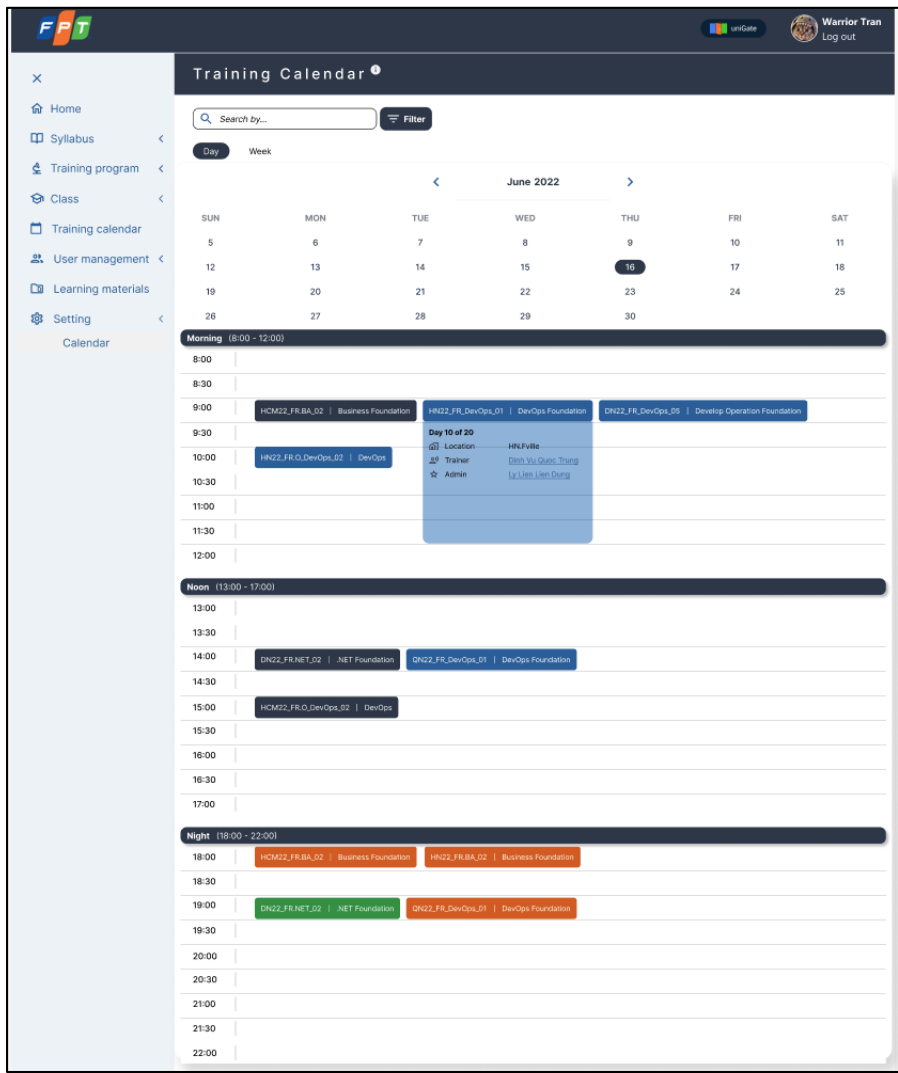 FPT
uniGate
Warrior Tran
Log out
Training Calendar
Home
Syllabus
Training program
Class
Training calendar
User management
Learning materials
Setting
Calendar
Search by...
Filter
Day Week
June 2022
SUN MON TUE WED THU FRI SAT
5 6 7 8 9 10 11
12 13 14 15 16 17 18
19 20 21 22 23 24 25
26 27 28 29 30
Morning (8:00 - 12:00)
8:00
8:30
9:00 HCM22_FR.BA_02 | Business Foundation HN22_FR_DevOps_01 | DevOps Foundation DN22_FR_DevOps_05 | Develop Operation Foundation
9:30 Day 10 of 20
Location HN.Fville
10:00 HN22_FR.O_DevOps_02 | DevOps Trainer Dinh Vu Quoc Trung
Admin Ly Lien Lien Dung
10:30
11:00
11:30
12:00
Noon (13:00 - 17:00)
13:00
13:30
14:00 DN22_FR.NET_02 | .NET Foundation QN22_FR_DevOps_01 | DevOps Foundation
14:30
15:00 HCM22_FR.O_DevOps_02 | DevOps
15:30
16:00
16:30
17:00
Night (18:00 - 22:00)
18:00 HCM22_FR.BA_02 | Business Foundation HN22_FR.BA_02 | Business Foundation
18:30
19:00 DN22_FR.NET_02 | .NET Foundation QN22_FR_DevOps_01 | DevOps Foundation
19:30
20:00
20:30
21:00
21:30
22:00